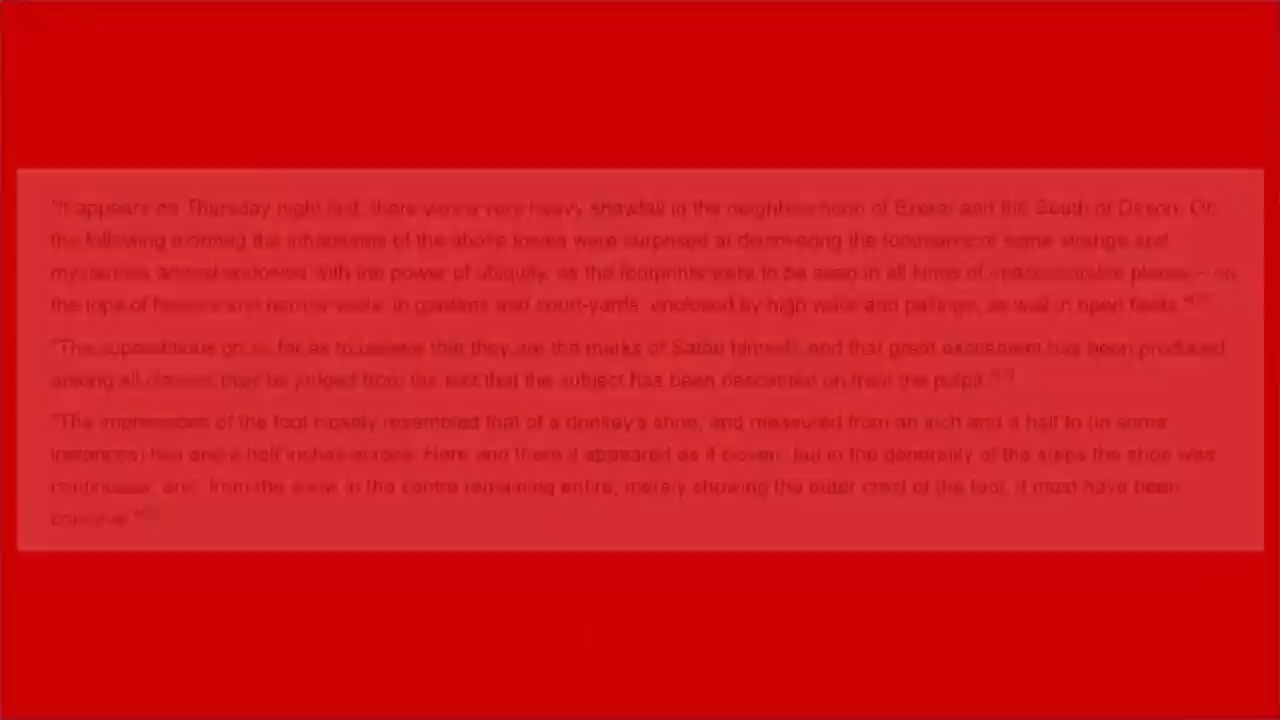 "It appears on Thursday night last, there was a very heavy snowfall in the neighbourhood of Exeter and the South of Devon. On
the following morning the inhabitants of the above towns were surprised at discovering the footmarks of some strange and
mysterious animal endowed with the power of ubiquity, as the footprints were to be seen in all kinds of unaccountable places – on
the tops of houses and narrow walls, in gardens and court-yards, enclosed by high walls and palings, as well in open fields."
"The superstitious go so far as to believe that they are the marks of Satan himself; and that great excitement has been produced
among all classes may be judged from the fact that the subject has been descanted on from the pulpit."
"The impressions of the foot closely resembled that of a donkey's shoe, and measured from an inch and a half to (in some
instances) two and a half inches across. Here and there it appeared as if cloven, but in the generality of the steps the shoe was
continuous, and, from the snow in the centre remaining entire, merely showing the outer crest of the foot, it must have been